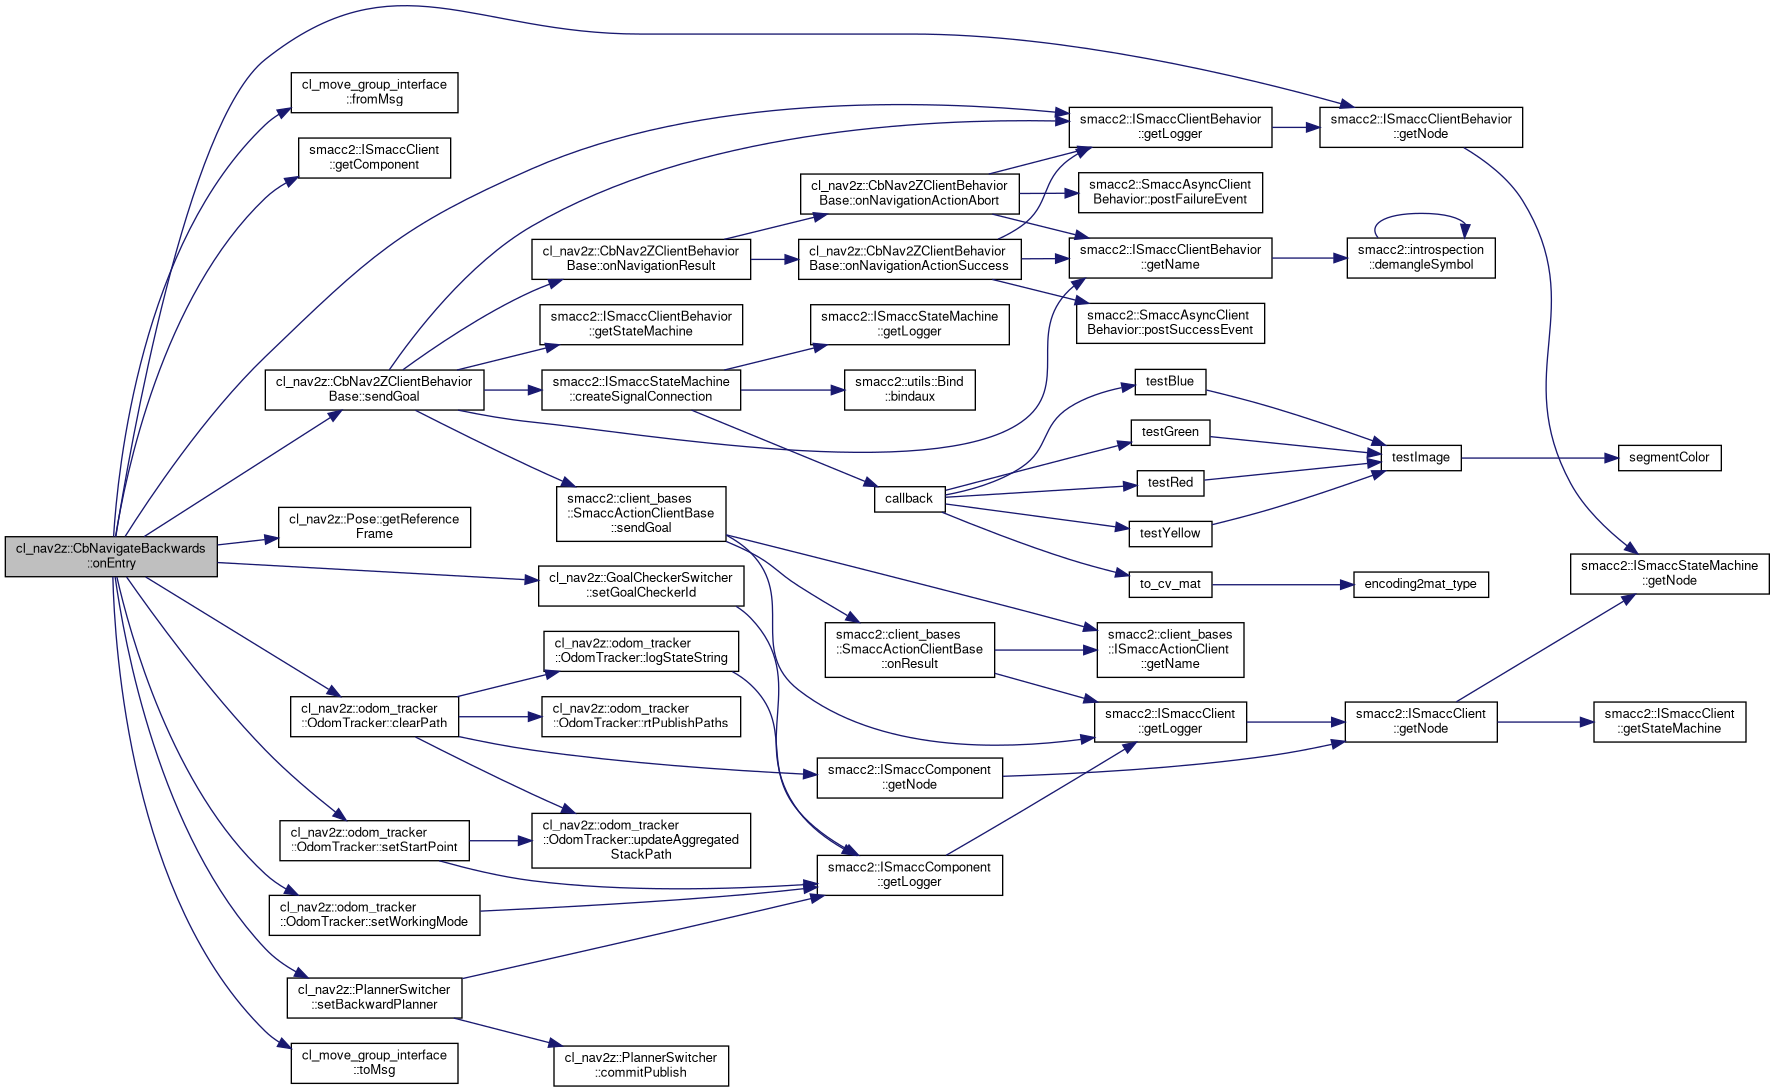 cl_nav2z::CbNavigateBackwards
::onEntry
cl_move_group_interface
::fromMsg
smacc2::ISmaccClient
::getComponent
cl_nav2z::CbNav2ZClientBehavior
Base::sendGoal
cl_nav2z::Pose::getReference
Frame
cl_nav2z::GoalCheckerSwitcher
::setGoalCheckerId
cl_nav2z::odom_tracker
::OdomTracker::clearPath
cl_nav2z::odom_tracker
::OdomTracker::setStartPoint
cl_nav2z::odom_tracker
::OdomTracker::setWorkingMode
cl_nav2z::PlannerSwitcher
::setBackwardPlanner
cl_move_group_interface
::toMsg
cl_nav2z::CbNav2ZClientBehavior
Base::onNavigationResult
smacc2::ISmaccClientBehavior
::getStateMachine
smacc2::ISmaccStateMachine
::createSignalConnection
smacc2::client_bases
::SmaccActionClientBase
::sendGoal
cl_nav2z::odom_tracker
::OdomTracker::logStateString
cl_nav2z::odom_tracker
::OdomTracker::rtPublishPaths
cl_nav2z::odom_tracker
::OdomTracker::updateAggregated
StackPath
cl_nav2z::PlannerSwitcher
::commitPublish
cl_nav2z::CbNav2ZClientBehavior
Base::onNavigationActionAbort
cl_nav2z::CbNav2ZClientBehavior
Base::onNavigationActionSuccess
smacc2::ISmaccStateMachine
::getLogger
smacc2::utils::Bind
::bindaux
callback
smacc2::client_bases
::SmaccActionClientBase
::onResult
smacc2::ISmaccComponent
::getNode
smacc2::ISmaccComponent
::getLogger
smacc2::ISmaccClientBehavior
::getLogger
smacc2::SmaccAsyncClient
Behavior::postFailureEvent
smacc2::ISmaccClientBehavior
::getName
smacc2::SmaccAsyncClient
Behavior::postSuccessEvent
testBlue
testGreen
testRed
testYellow
to_cv_mat
smacc2::client_bases
::ISmaccActionClient
::getName
smacc2::ISmaccClient
::getLogger
smacc2::ISmaccClientBehavior
::getNode
smacc2::introspection
::demangleSymbol
testImage
encoding2mat_type
smacc2::ISmaccClient
::getNode
segmentColor
smacc2::ISmaccStateMachine
::getNode
smacc2::ISmaccClient
::getStateMachine